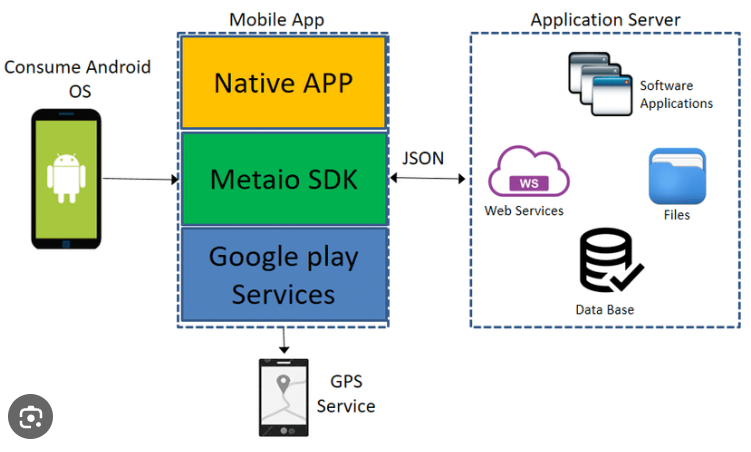 Mobile App
Application Server
Consume Android
OS
Native APP
Software
Applications
Metaio SDK
JSON
WS
Web Services
Files
Google play
Services
Data Base
GPS
Service